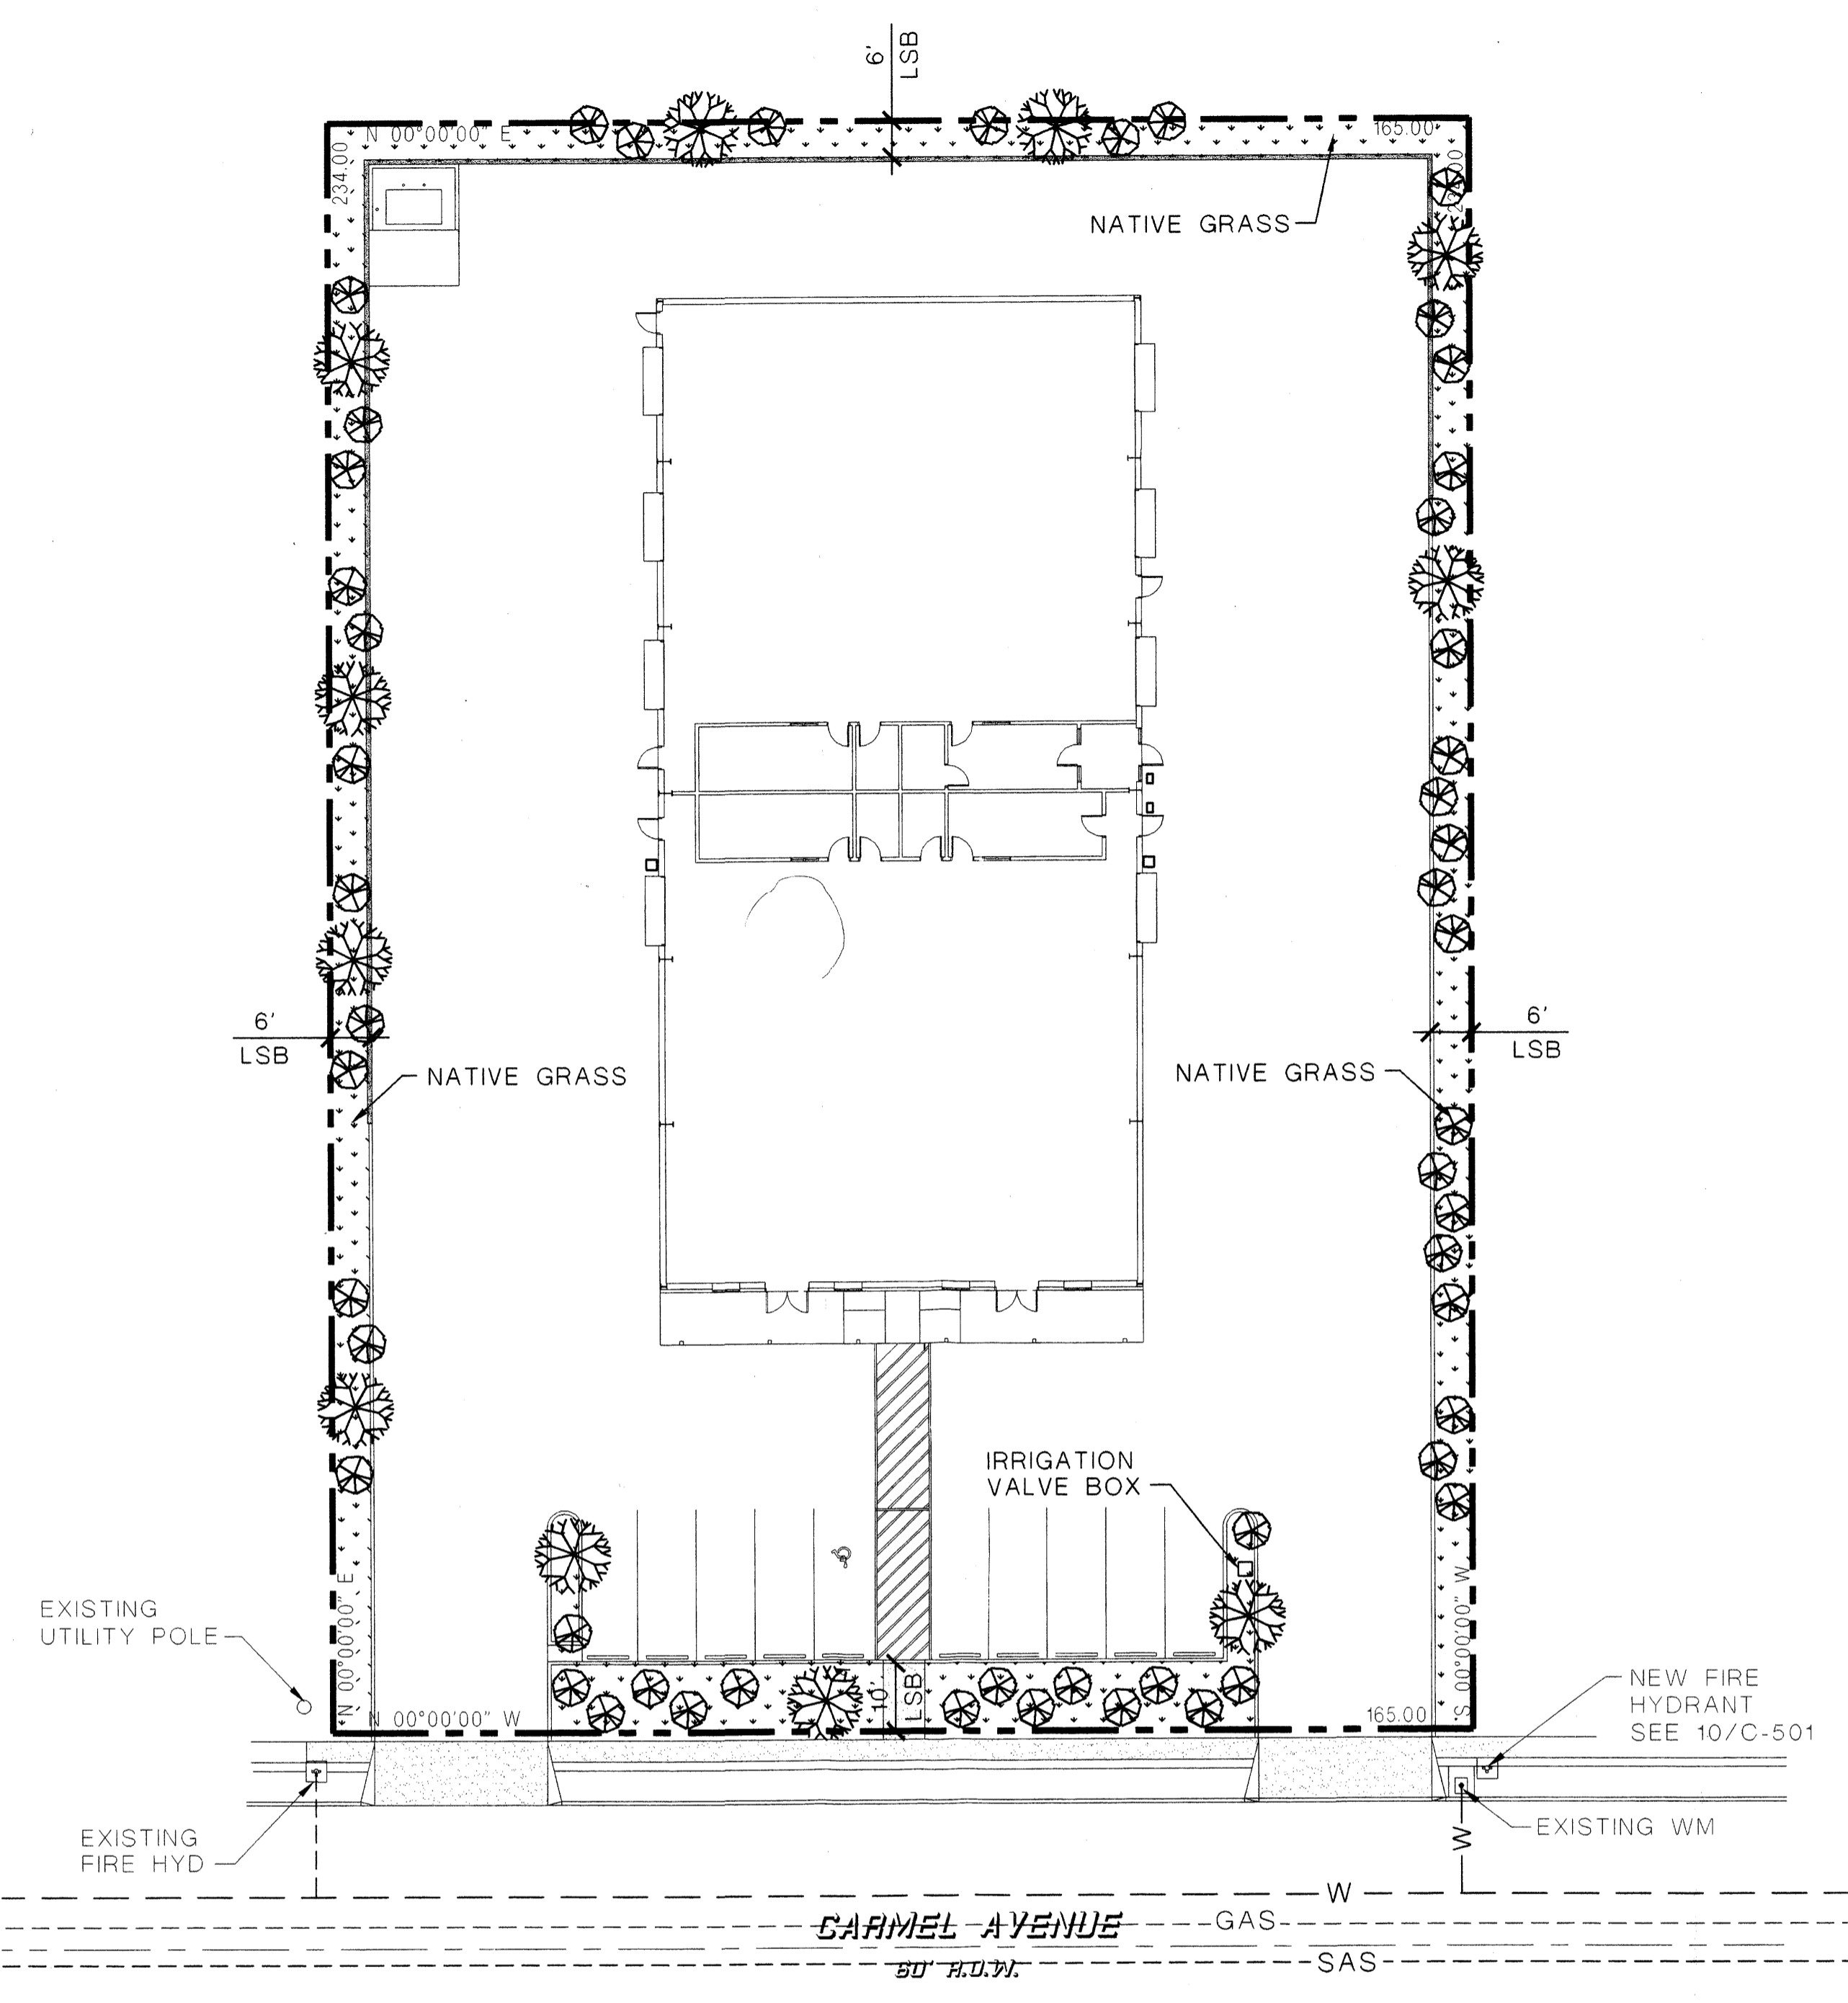 6'
LSB
N 00°00'00" E
165.00'
234.00
234.00
NATIVE GRASS
6'
LSB
NATIVE GRASS
NATIVE GRASS
6'
LSB
IRRIGATION
VALVE BOX
EXISTING
UTILITY POLE
N 00°00'00" E
S 00°00'00" W
10'
LSB
N 00°00'00" W
165.00
NEW FIRE
HYDRANT
SEE 10/C-501
EXISTING
FIRE HYD
EXISTING WM
W
W
CARMEL AVENUE
GAS
60' R.O.W.
SAS